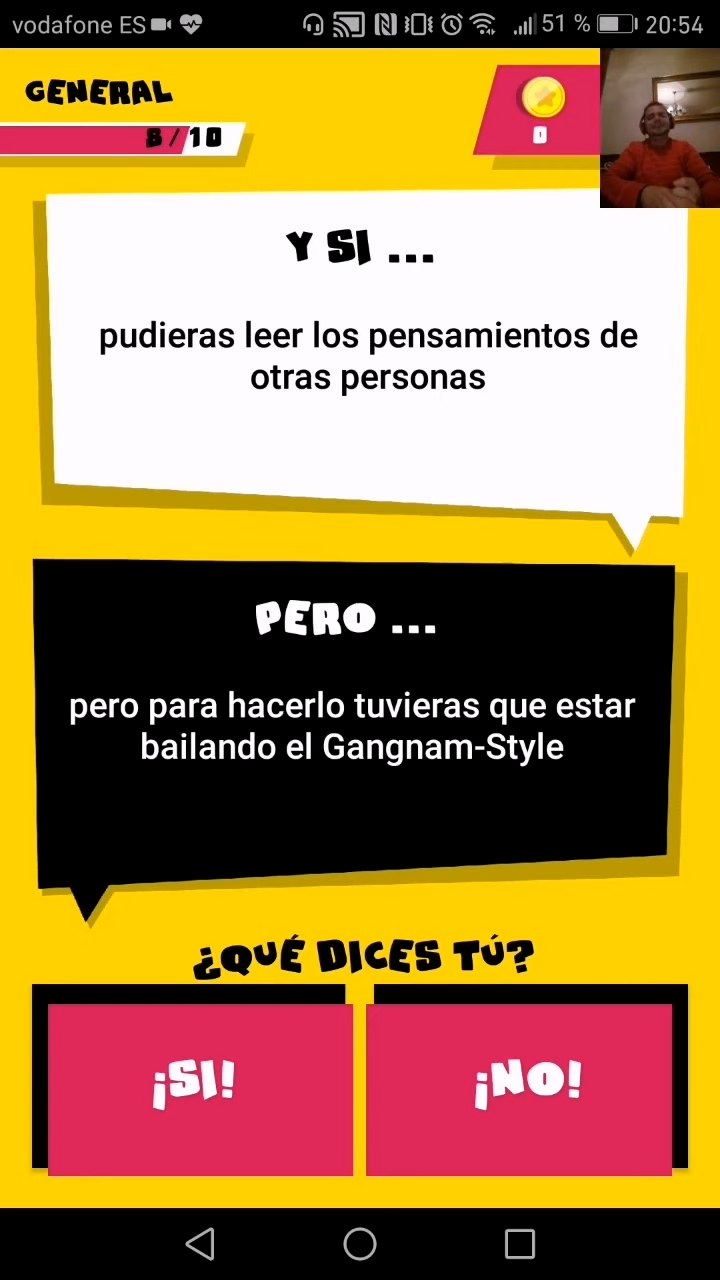 vodafone ES 51 % 20:54
GENERAL
8/10
0
Y SI ...
pudieras leer los pensamientos de
otras personas
PERO ...
pero para hacerlo tuvieras que estar
bailando el Gangnam-Style
¿QUÉ DICES TÚ?
¡SI! ¡NO!